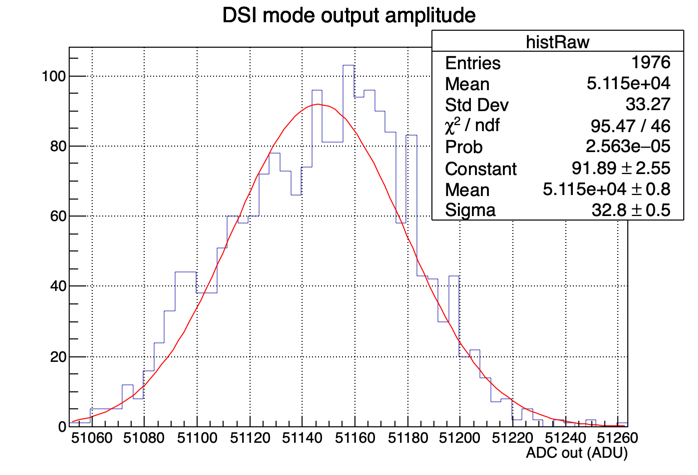 DSI mode output amplitude
histRaw
Entries 1976
Mean 5.115e+04
Std Dev 33.27
χ² / ndf 95.47 / 46
Prob 2.563e−05
Constant 91.89 ± 2.55
Mean 5.115e+04 ± 0.8
Sigma 32.8 ± 0.5
100
80
60
40
20
0
51060 51080 51100 51120 51140 51160 51180 51200 51220 51240 51260
ADC out (ADU)